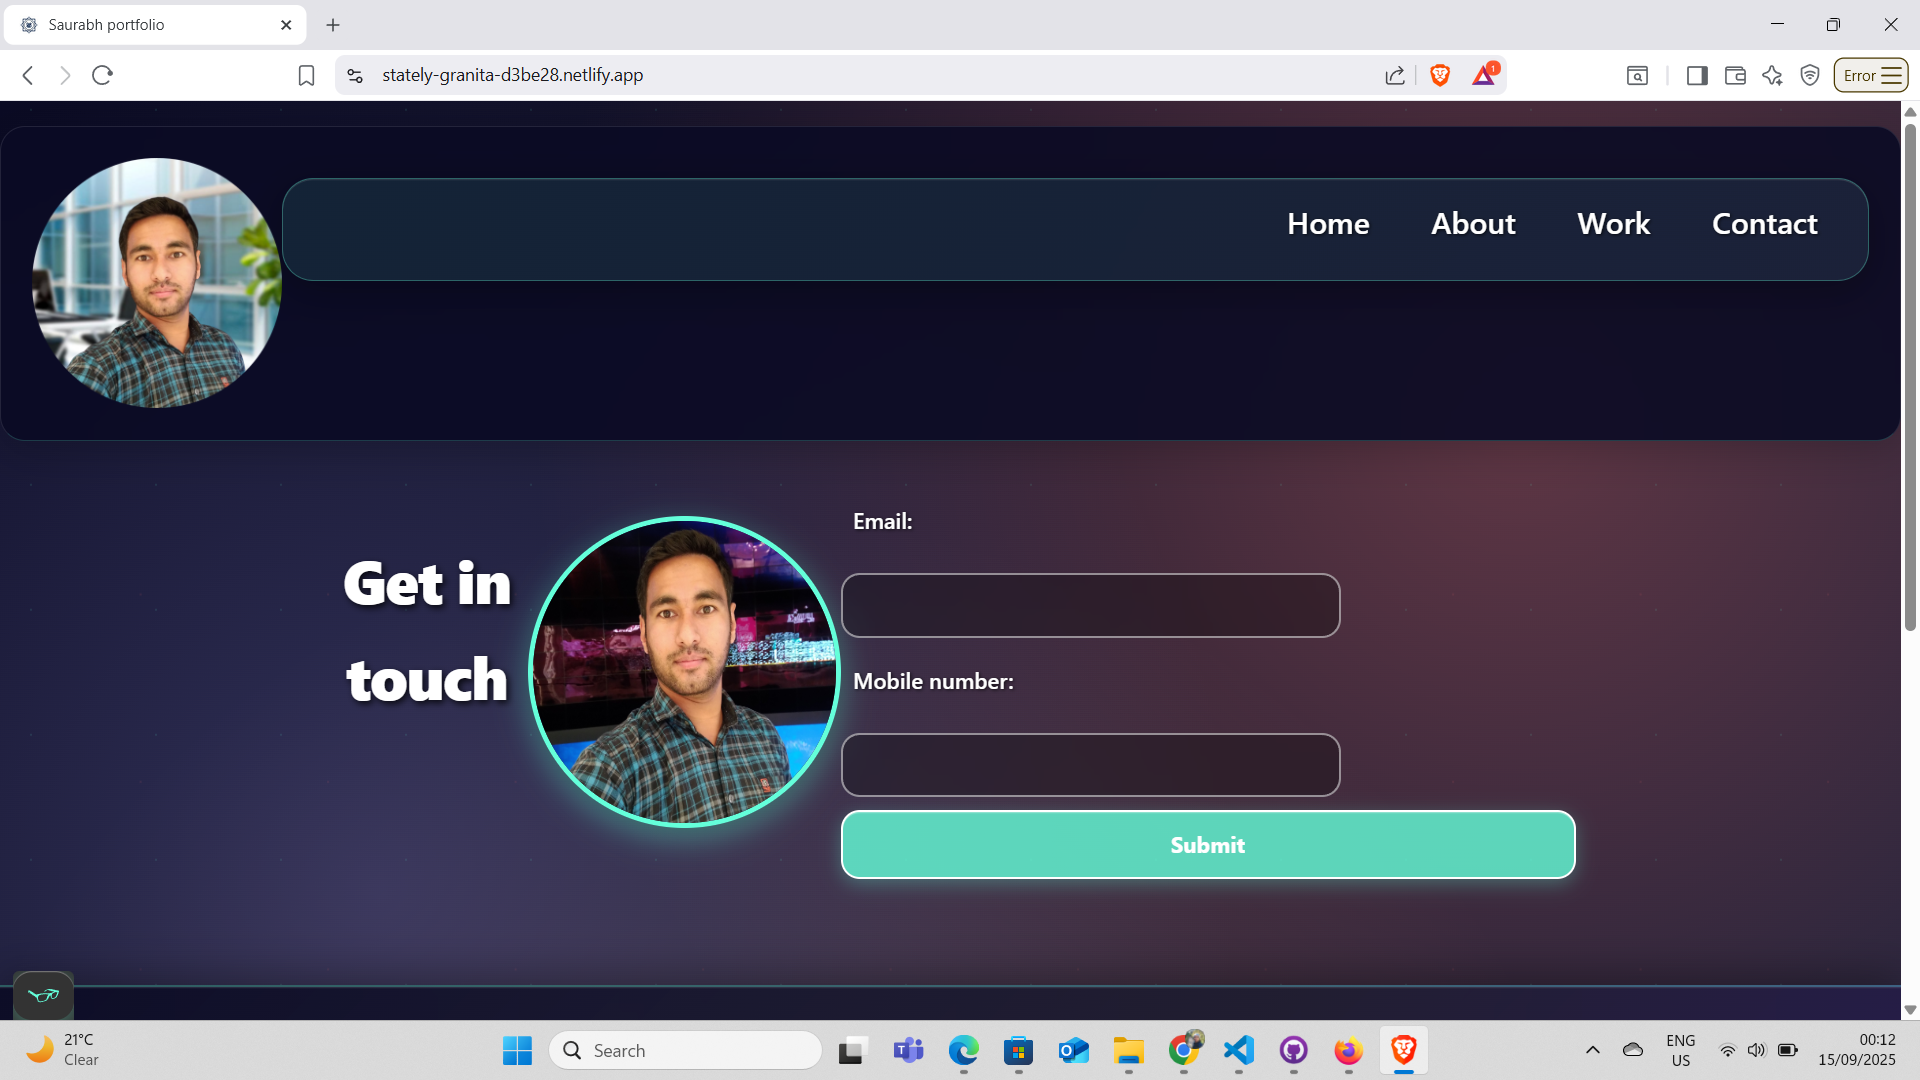 Saurabh portfolio
stately-granita-d3be28.netlify.app
1
Error
Home About Work Contact
Get in
touch
Email:
Mobile number:
Submit
21°C
Clear
Search
ENG
US
00:12
15/09/2025